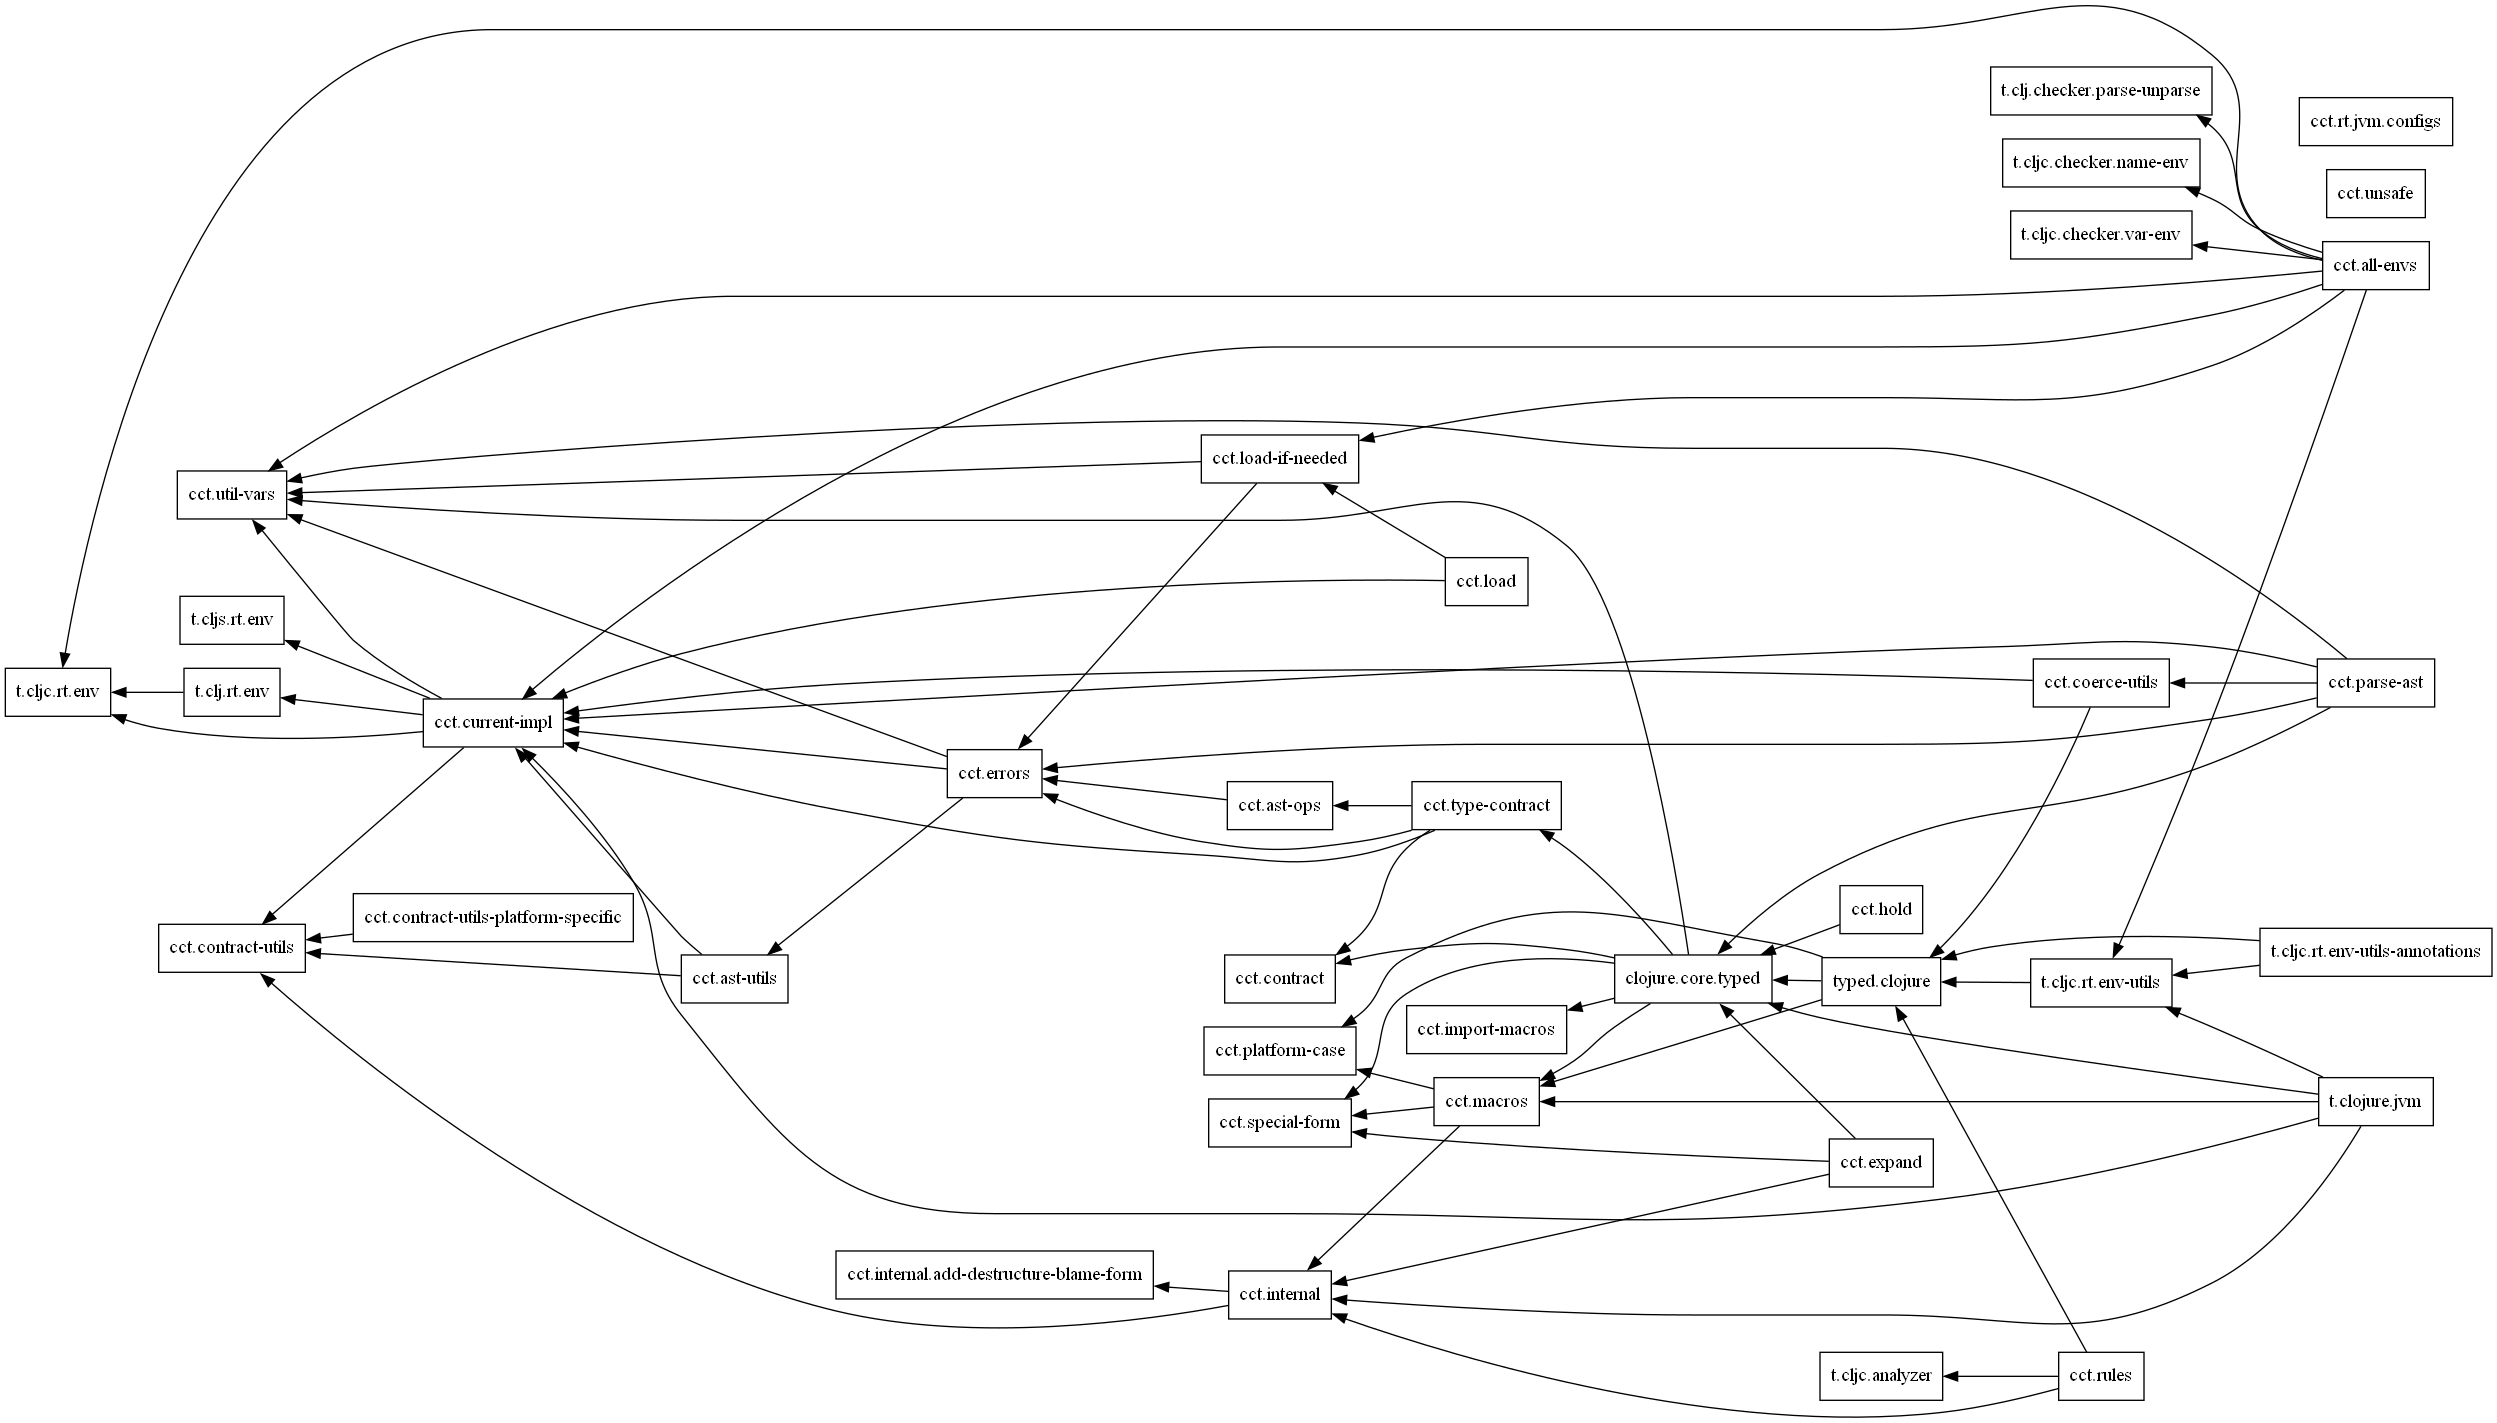 t.clj.checker.parse-unparse
cct.rt.jvm.configs
t.cljc.checker.name-env
cct.unsafe
t.cljc.checker.var-env
cct.all-envs
cct.load-if-needed
cct.util-vars
cct.load
t.cljs.rt.env
t.cljc.rt.env
t.clj.rt.env
cct.coerce-utils
cct.parse-ast
cct.current-impl
cct.errors
cct.ast-ops
cct.type-contract
cct.hold
cct.contract-utils-platform-specific
cct.contract-utils
t.cljc.rt.env-utils-annotations
cct.ast-utils
cct.contract
clojure.core.typed
typed.clojure
t.cljc.rt.env-utils
cct.import-macros
cct.platform-case
cct.macros
t.clojure.jvm
cct.special-form
cct.expand
cct.internal.add-destructure-blame-form
cct.internal
t.cljc.analyzer
cct.rules